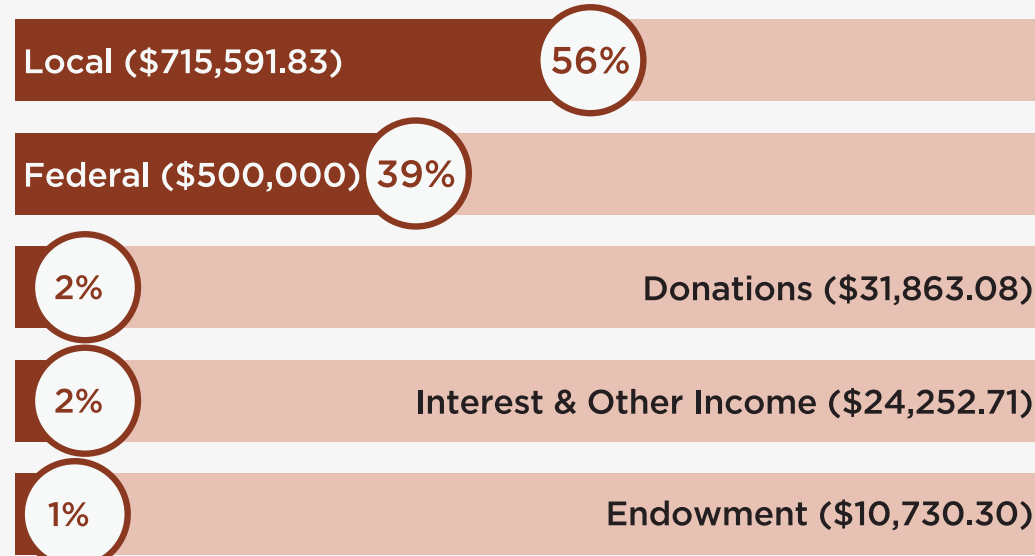 Local ($715,591.83) 56%
Federal ($500,000) 39%
2% Donations ($31,863.08)
2% Interest & Other Income ($24,252.71)
1% Endowment ($10,730.30)